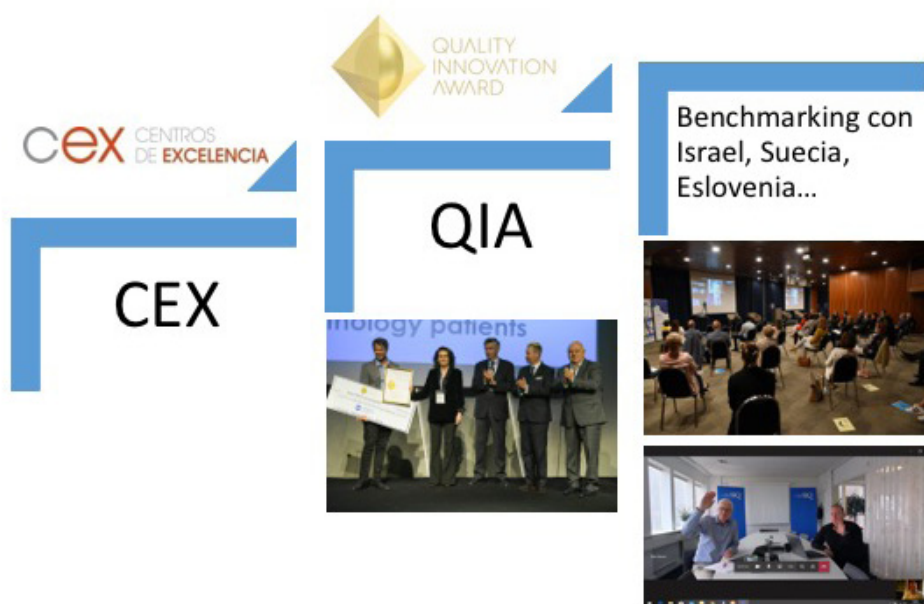 cex CENTROS
DE EXCELENCIA
CEX
QUALITY
INNOVATION
AWARD
QIA
nology patients
Benchmarking con
Israel, Suecia,
Eslovenia...